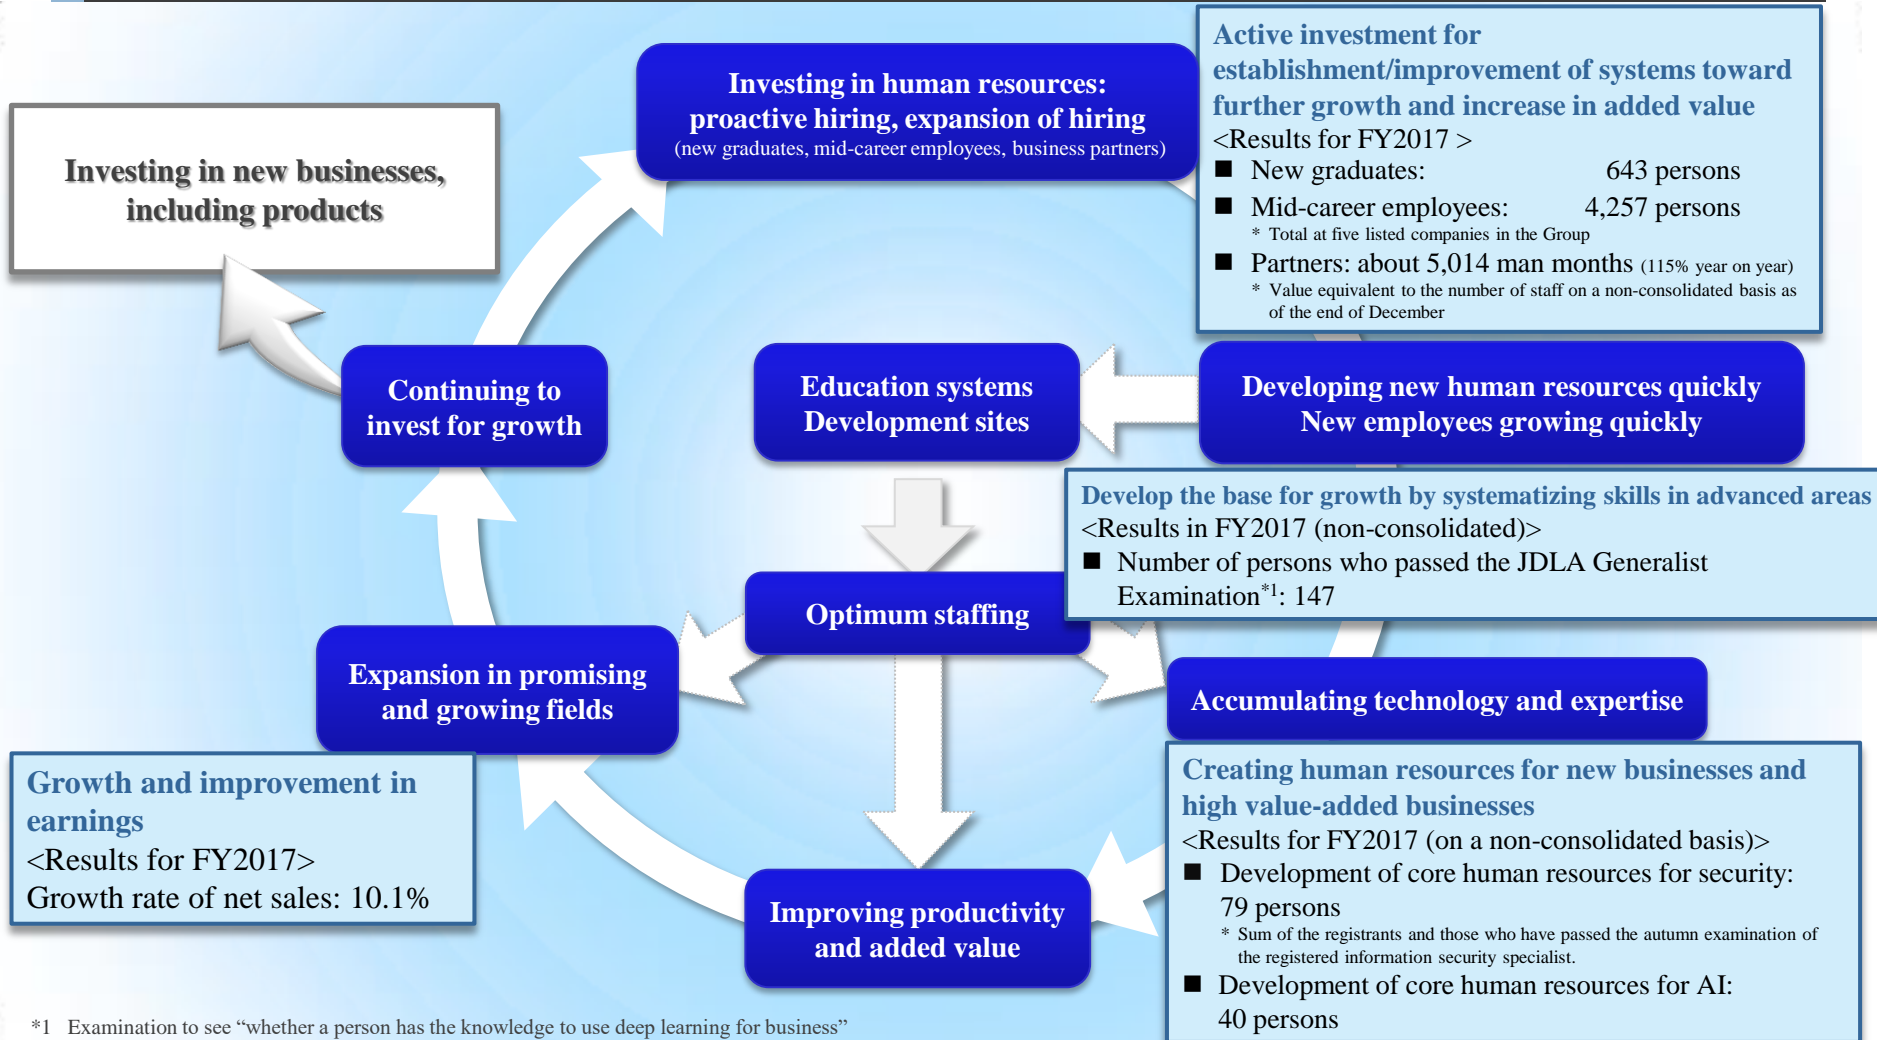 Investing in human resources:
proactive hiring, expansion of hiring
(new graduates, mid-career employees, business partners)
Active investment for
establishment/improvement of systems toward
further growth and increase in added value
<Results for FY2017 >
■ New graduates: 643 persons
■ Mid-career employees: 4,257 persons
* Total at five listed companies in the Group
■ Partners: about 5,014 man months (115% year on year)
* Value equivalent to the number of staff on a non-consolidated basis as
of the end of December
Investing in new businesses,
including products
Continuing to
invest for growth
Education systems
Development sites
Developing new human resources quickly
New employees growing quickly
Develop the base for growth by systematizing skills in advanced areas
<Results in FY2017 (non-consolidated)>
■ Number of persons who passed the JDLA Generalist
Examination*1: 147
Optimum staffing
Expansion in promising
and growing fields
Accumulating technology and expertise
Growth and improvement in
earnings
<Results for FY2017>
Growth rate of net sales: 10.1%
Creating human resources for new businesses and
high value-added businesses
<Results for FY2017 (on a non-consolidated basis)>
■ Development of core human resources for security:
79 persons
* Sum of the registrants and those who have passed the autumn examination of
the registered information security specialist.
■ Development of core human resources for AI:
40 persons
Improving productivity
and added value
*1 Examination to see “whether a person has the knowledge to use deep learning for business”